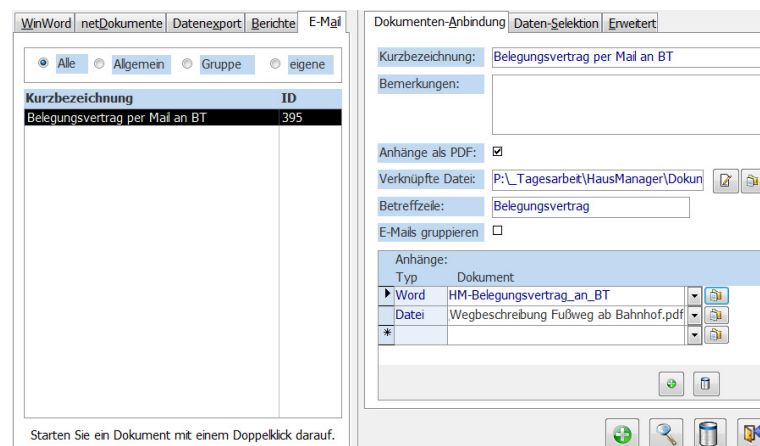 WinWord netDokumente Datenexport Berichte E-Mail
Alle Allgemein Gruppe eigene
Kurzbezeichnung ID
Belegungsvertrag per Mail an BT 395
Starten Sie ein Dokument mit einem Doppelklick darauf.
Dokumenten-Anbindung Daten-Selektion Erweitert
Kurzbezeichnung: Belegungsvertrag per Mail an BT
Bemerkungen:
Anhänge als PDF:
Verknüpfte Datei: P:\_Tagesarbeit\HausManager\Dokun
Betreffzeile: Belegungsvertrag
E-Mails gruppieren
Anhänge:
Typ Dokument
Word HM-Belegungsvertrag_an_BT
Datei Wegbeschreibung Fußweg ab Bahnhof.pdf
*